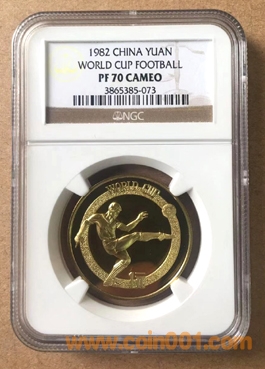 1982 CHINA YUAN
WORLD CUP FOOTBALL
PF 70 CAMEO
3865385-073
NGC
WORLD CUP
www.coin001.com